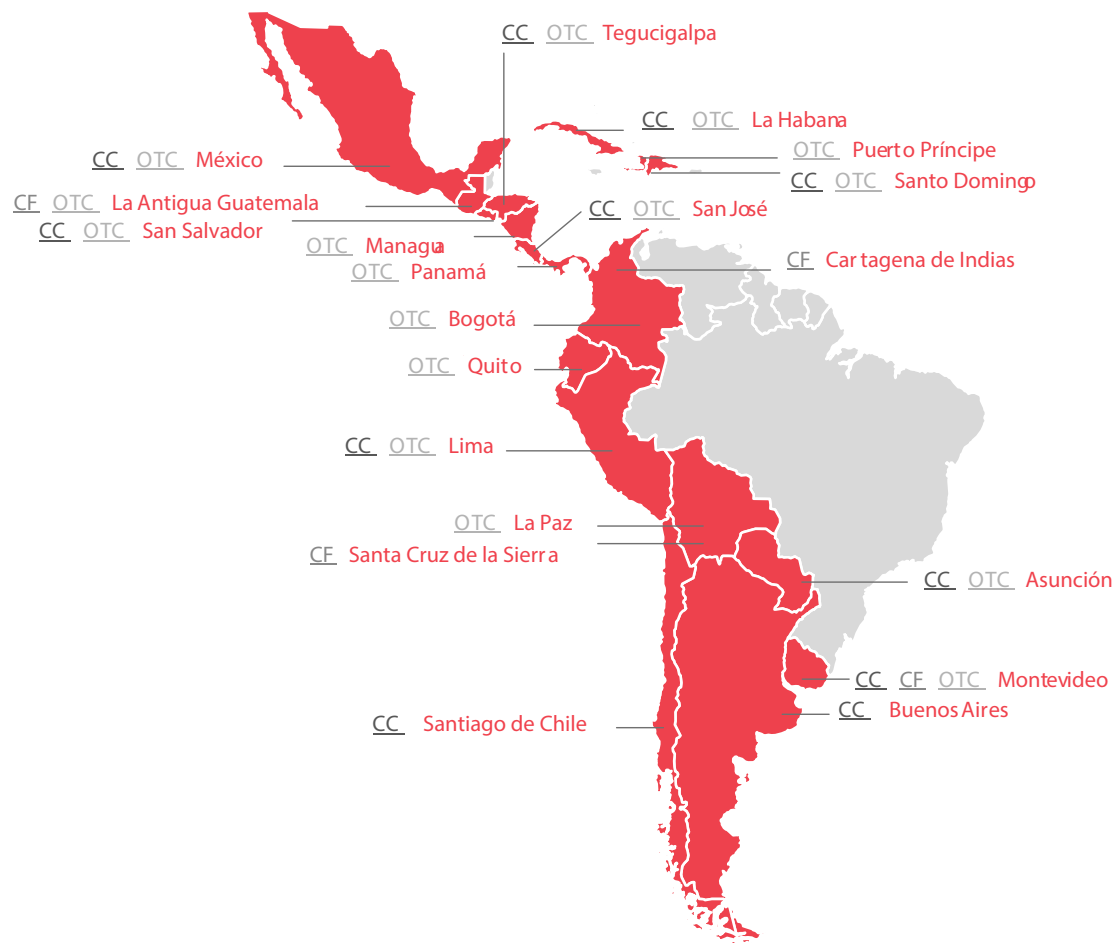 CC OTC Tegucigalpa
CC OTC La Habana
OTC Puerto Príncipe
CC OTC México
CC OTC Santo Domingo
CF OTC La Antigua Guatemala
CC OTC San José
CC OTC San Salvador
OTC Managua
CF Cartagena de Indias
OTC Panamá
OTC Bogotá
OTC Quito
CC OTC Lima
OTC La Paz
CF Santa Cruz de la Sierra
CC OTC Asunción
CC CF OTC Montevideo
CC Buenos Aires
CC Santiago de Chile